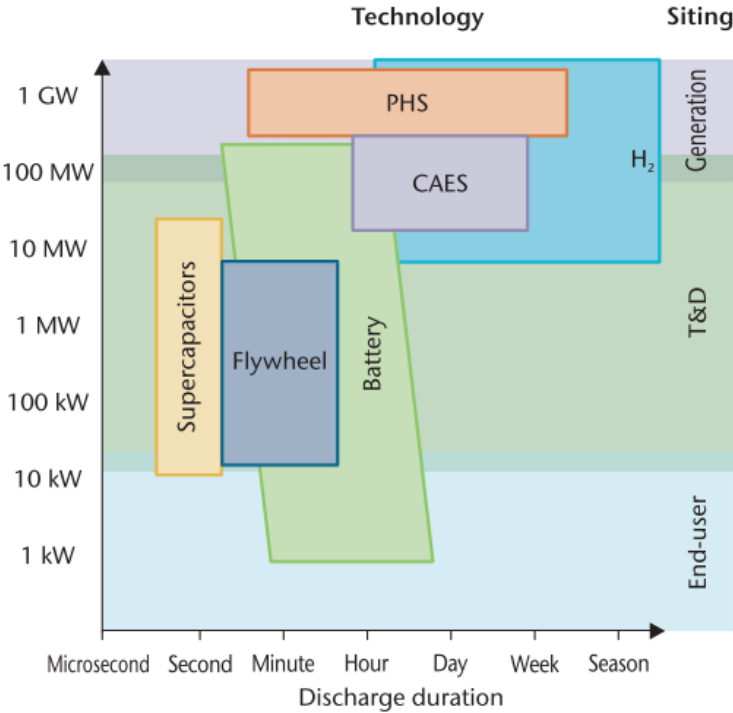 Technology
Siting
1 GW
100 MW
10 MW
1 MW
100 kW
10 kW
1 kW
PHS
CAES
H₂
Supercapacitors
Flywheel
Battery
Generation
T&D
End-user
Microsecond Second Minute Hour Day Week Season
Discharge duration